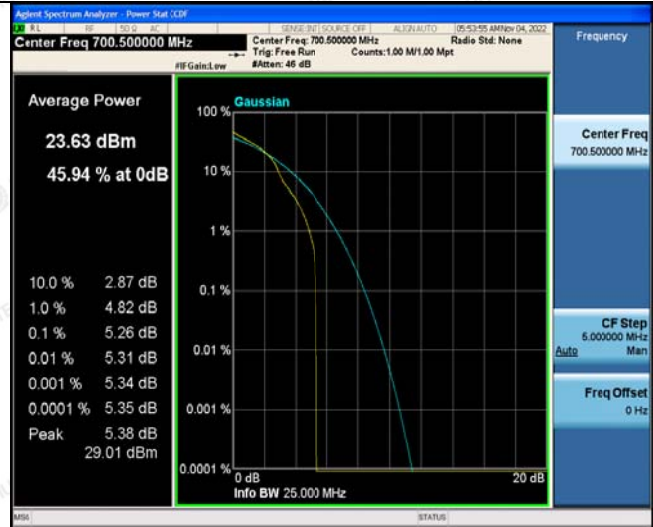 Agilent Spectrum Analyzer - Power Stat CCDF
RL RF 50 Ω AC SENSE:INT SOURCE OFF ALIGN AUTO 05:53:55 AM Nov 04, 2022
Center Freq 700.500000 MHz
Center Freq: 700.500000 MHz Radio Std: None
Trig: Free Run Counts:1.00 M/1.00 Mpt
#IFGain:Low #Atten: 46 dB
Frequency
Average Power
23.63 dBm
45.94 % at 0dB
10.0 % 2.87 dB
1.0 % 4.82 dB
0.1 % 5.26 dB
0.01 % 5.31 dB
0.001 % 5.34 dB
0.0001 % 5.35 dB
Peak 5.38 dB
29.01 dBm
Gaussian
100 %
10 %
1 %
0.1 %
0.01 %
0.001 %
0.0001 %
0 dB 20 dB
Info BW 25.000 MHz
Center Freq
700.500000 MHz
CF Step
5.000000 MHz
Auto Man
Freq Offset
0 Hz
MSG STATUS